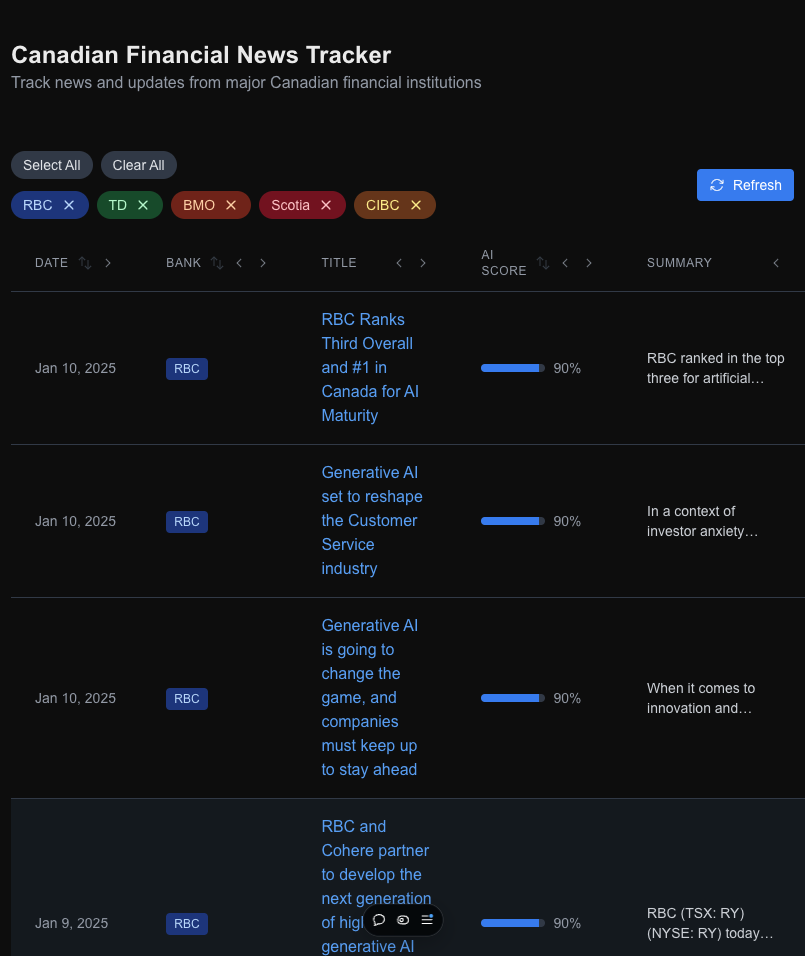 Canadian Financial News Tracker
Track news and updates from major Canadian financial institutions
Select All
Clear All
RBC
TD
BMO
Scotia
CIBC
Refresh
DATE
BANK
TITLE
AI
SCORE
SUMMARY
Jan 10, 2025
RBC
RBC Ranks
Third Overall
and #1 in
Canada for AI
Maturity
90%
RBC ranked in the top
three for artificial…
Jan 10, 2025
RBC
Generative AI
set to reshape
the Customer
Service
industry
90%
In a context of
investor anxiety…
Jan 10, 2025
RBC
Generative AI
is going to
change the
game, and
companies
must keep up
to stay ahead
90%
When it comes to
innovation and…
Jan 9, 2025
RBC
RBC and
Cohere partner
to develop the
next generation
of
generative AI
90%
RBC (TSX: RY)
(NYSE: RY) today…